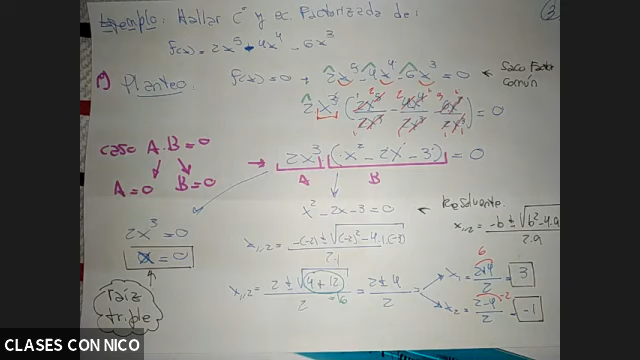 Ejemplo: Hallar C° y ec. Factorizada de:
②
f(x) = 2x⁵ - 4x⁴ - 6x³
1°) Planteo: f(x) = 0 → 2x⁵ - 4x⁴ - 6x³ = 0 ← Saco Factor común
2x³ (2x⁵/2x³ - 4x⁴/2x³ - 6x³/2x³) = 0
caso A.B = 0
→ 2x³ . (x² - 2x - 3) = 0
A B
A = 0 B = 0
x² - 2x - 3 = 0 ← Resolvente.
x₁,₂ = -b ± √b² - 4.a
2.a
2x³ = 0
x = 0
x₁,₂ = -(-2) ± √(-2)² - 4.1.(-3)
2.1
x₁,₂ = 2 ± √4 + 12 / 2 = 2 ± 4 / 2
=16
x₁ = 2+4 / 2 = 3
6
x₂ = 2-4 / 2 = -1
-2
raíz
triple
CLASES CON NICO